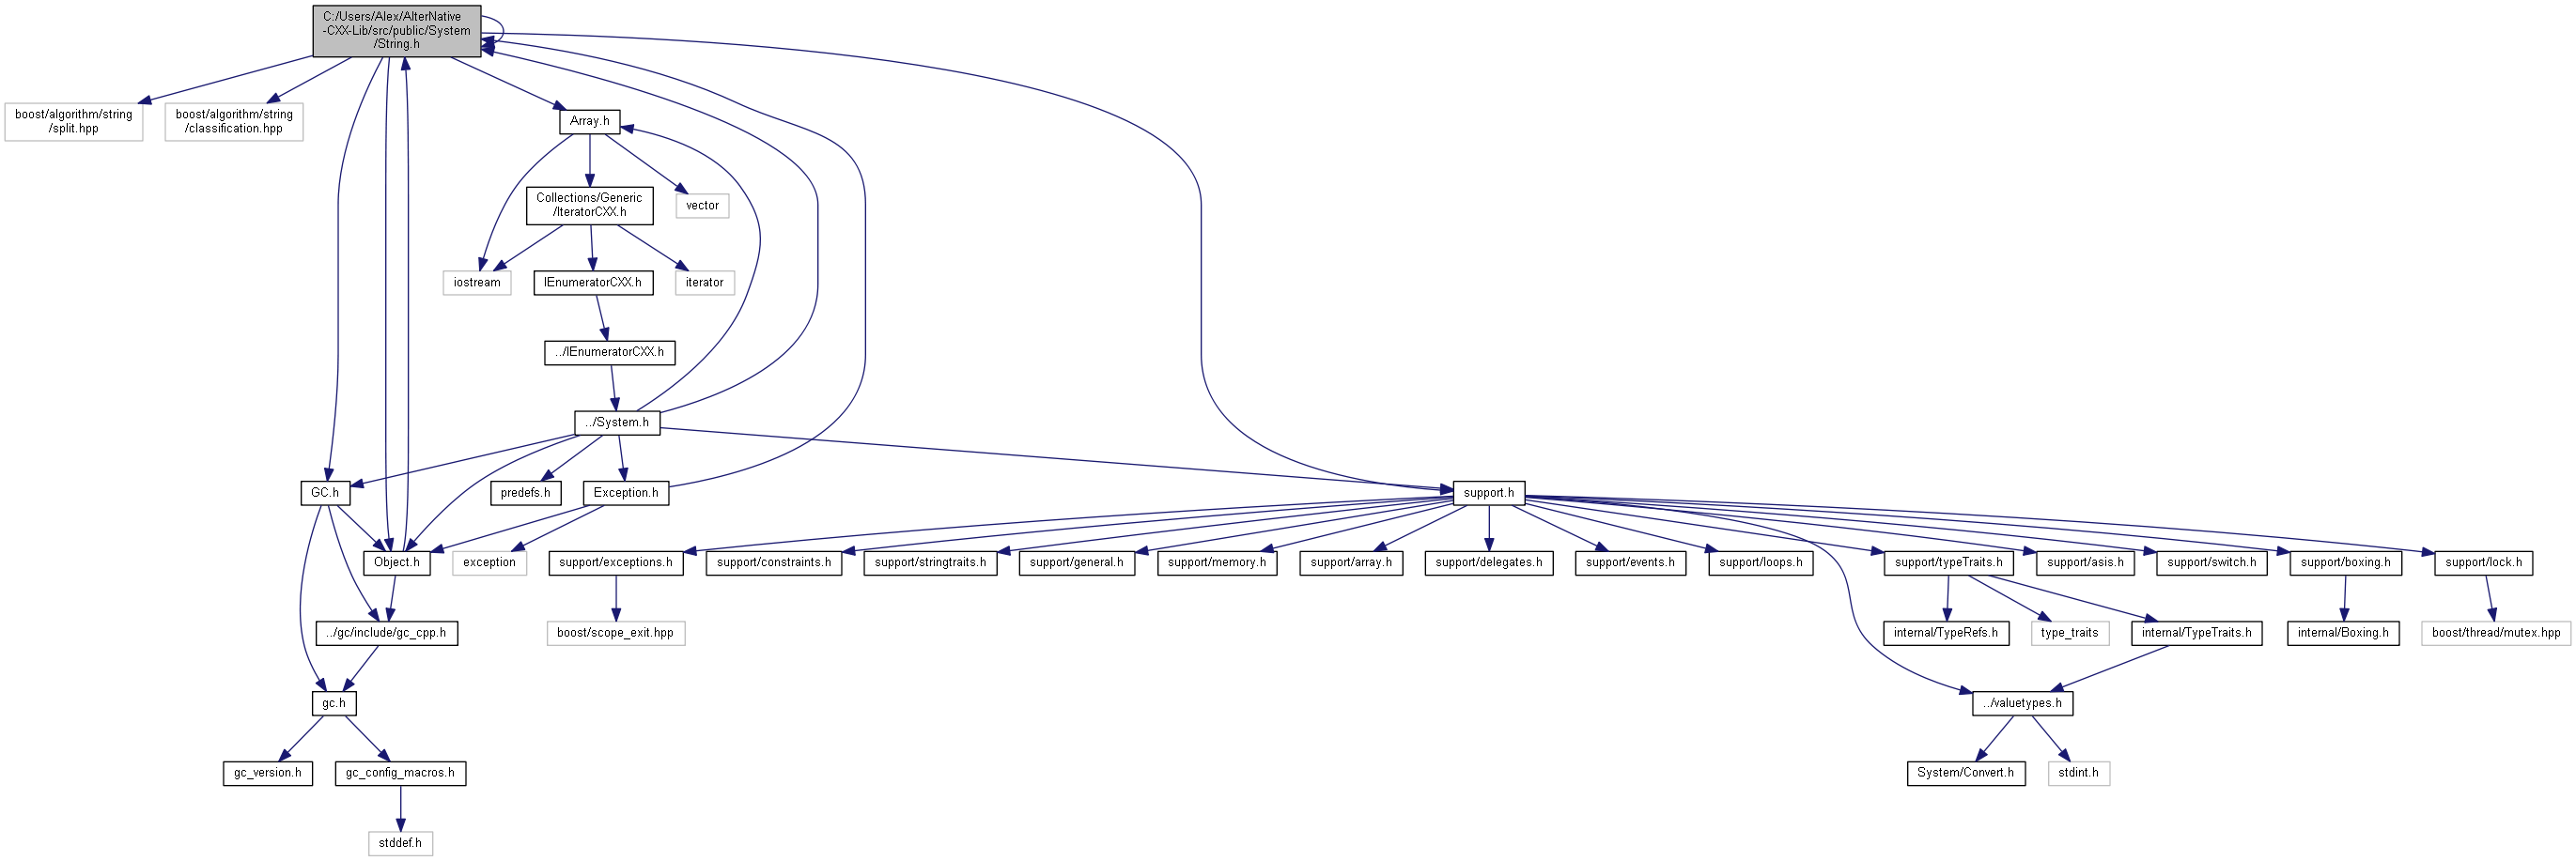 C:/Users/Alex/AlterNative
-CXX-Lib/src/public/System
/String.h
boost/algorithm/string
/split.hpp
boost/algorithm/string
/classification.hpp
Array.h
Collections/Generic
/IteratorCXX.h
vector
iostream
IEnumeratorCXX.h
iterator
../IEnumeratorCXX.h
../System.h
GC.h
predefs.h
Exception.h
support.h
Object.h
exception
support/exceptions.h
support/constraints.h
support/stringtraits.h
support/general.h
support/memory.h
support/array.h
support/delegates.h
support/events.h
support/loops.h
support/typeTraits.h
support/asis.h
support/switch.h
support/boxing.h
support/lock.h
../gc/include/gc_cpp.h
boost/scope_exit.hpp
internal/TypeRefs.h
type_traits
internal/TypeTraits.h
internal/Boxing.h
boost/thread/mutex.hpp
gc.h
../valuetypes.h
gc_version.h
gc_config_macros.h
System/Convert.h
stdint.h
stddef.h